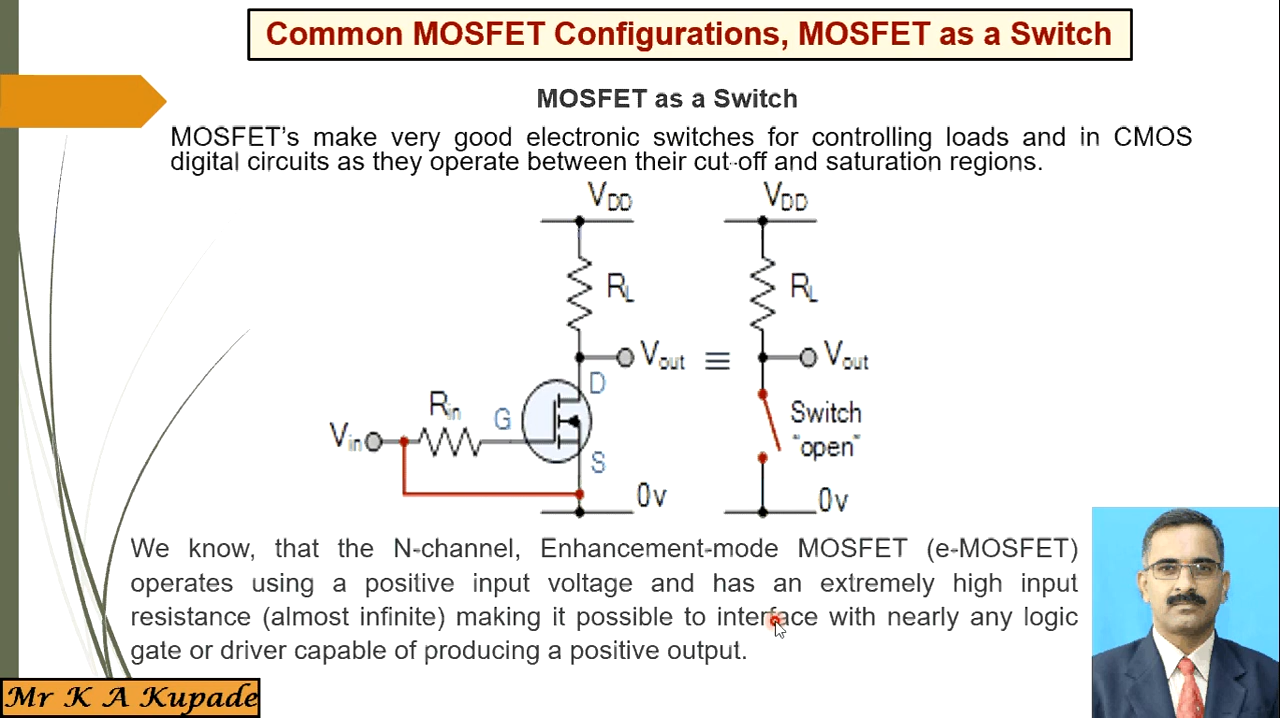 Common MOSFET Configurations, MOSFET as a Switch
MOSFET as a Switch
MOSFET’s make very good electronic switches for controlling loads and in CMOS
digital circuits as they operate between their cut-off and saturation regions.
VDD
VDD
RL
RL
Vout
≡
Vout
D
Rin
G
Switch
Vin
"open"
S
0v
0v
We know, that the N-channel, Enhancement-mode MOSFET (e-MOSFET)
operates using a positive input voltage and has an extremely high input
resistance (almost infinite) making it possible to interface with nearly any logic
gate or driver capable of producing a positive output.
Mr K A Kupade